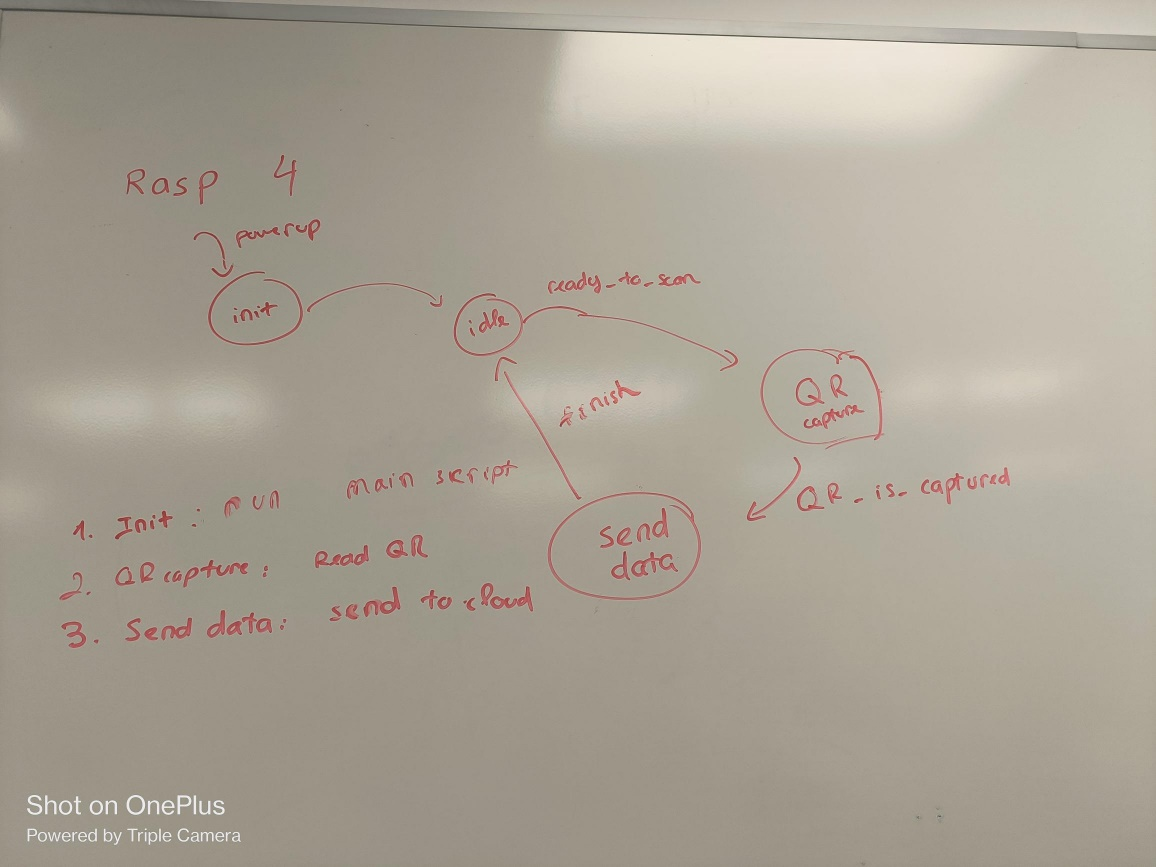 Rasp 4
powerup
init
idle
ready_to_scan
QR
capture
finish
QR_is_captured
send
data
1. Init : run main skript
2. QR capture : Read QR
3. Send data : send to cloud
Shot on OnePlus
Powered by Triple Camera